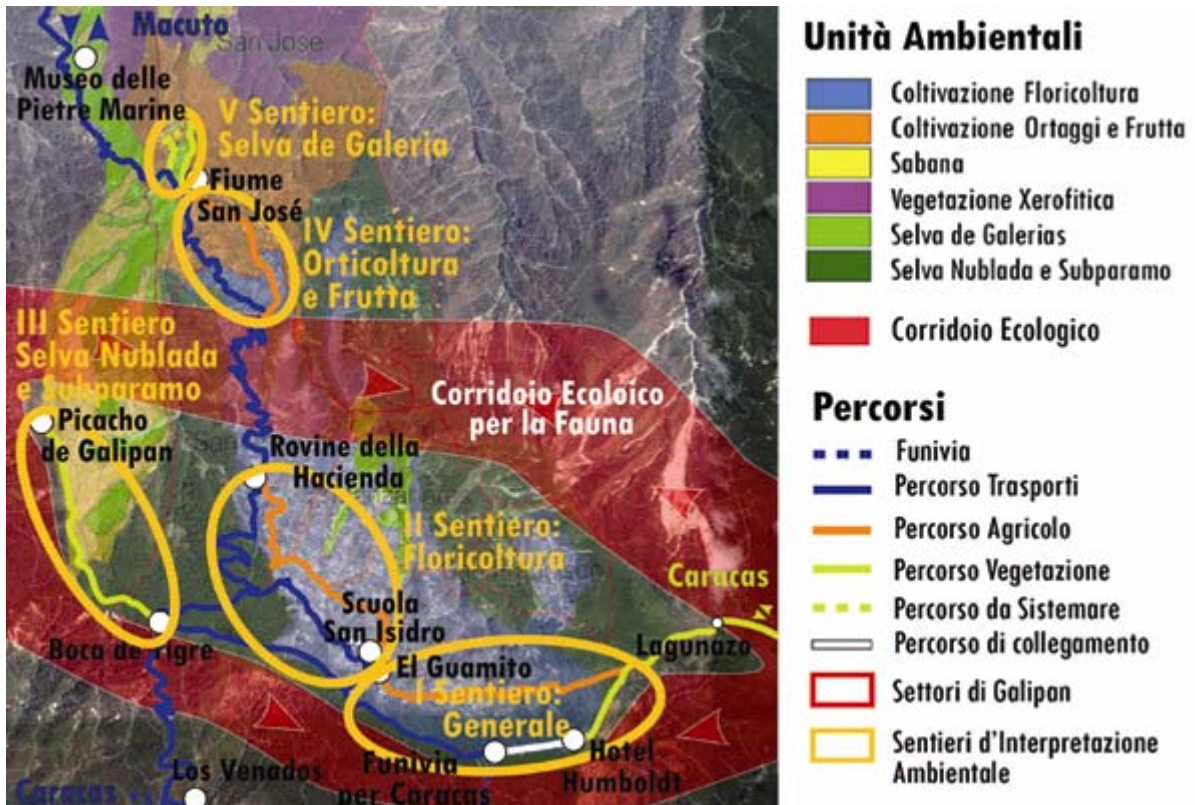 Macuto
San Jose
Museo delle
Pietre Marine
V Sentiero:
Selva de Galeria
Fiume
San José
IV Sentiero:
Orticoltura
e Frutta
III Sentiero
Selva Nublada
e Subparamo
Picacho
de Galipan
Corridoio Ecoloico
per la Fauna
Rovine della
Hacienda
II Sentiero:
Floricoltura
Scuola
San Isidro
Caracas
Lagunazo
Boca de Tigre
El Guamito
I Sentiero:
Generale
Hotel
Humboldt
Funivia
per Caracas
Los Venados
Caracas
Unità Ambientali
Coltivazione Floricoltura
Coltivazione Ortaggi e Frutta
Sabana
Vegetazione Xerofitica
Selva de Galerias
Selva Nublada e Subparamo
Corridoio Ecologico
Percorsi
Funivia
Percorso Trasporti
Percorso Agricolo
Percorso Vegetazione
Percorso da Sistemare
Percorso di collegamento
Settori di Galipan
Sentieri d'Interpretazione
Ambientale